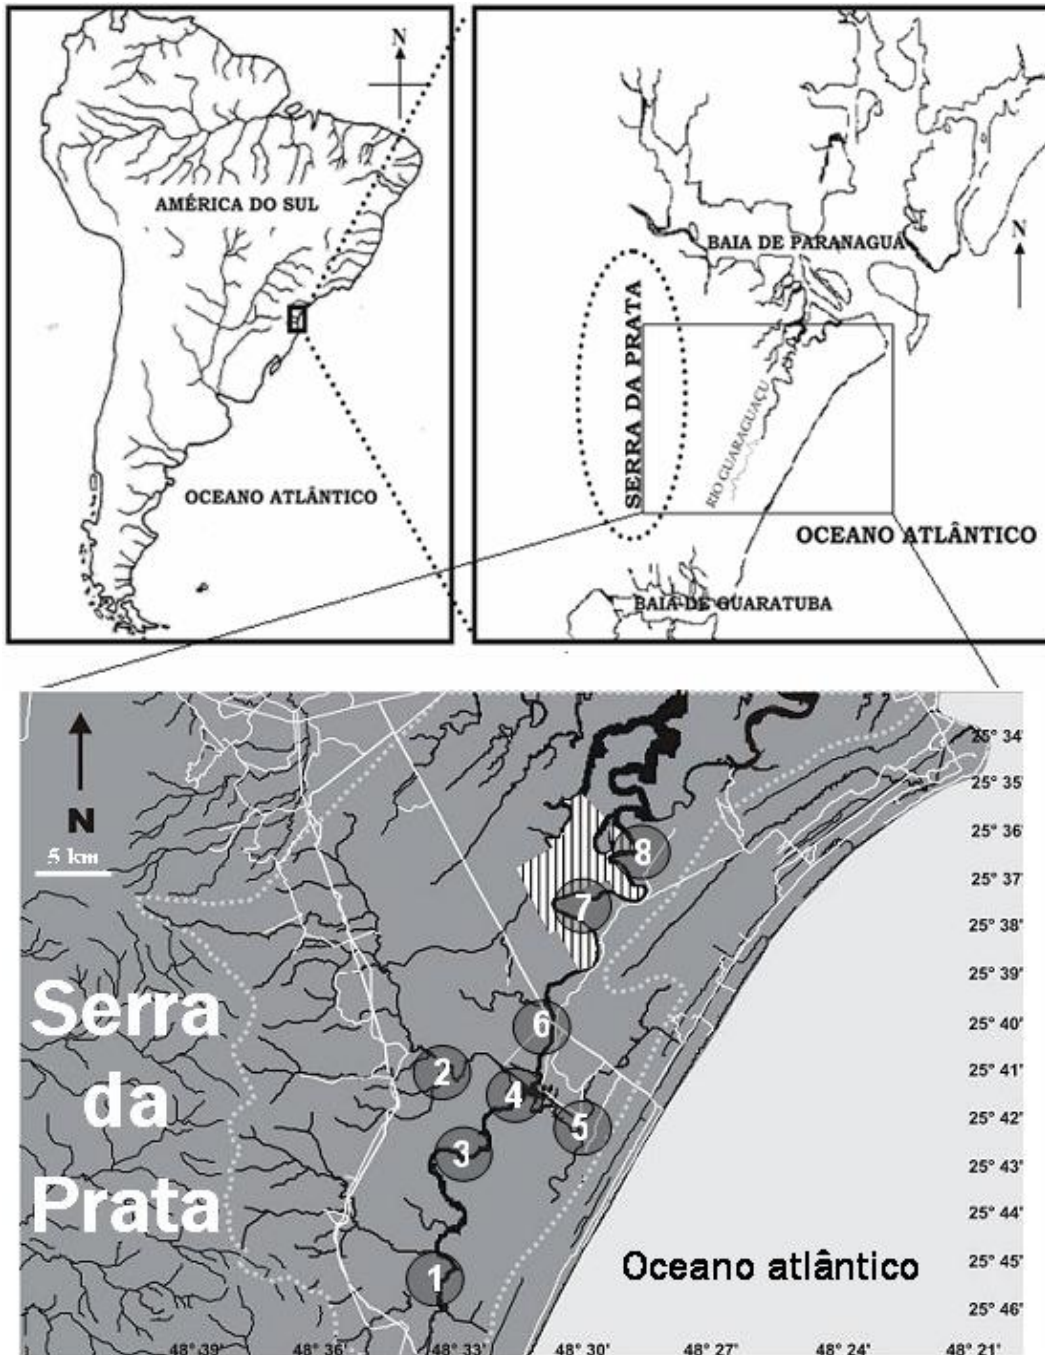 N
AMÉRICA DO SUL
OCEANO ATLÂNTICO
BAIA DE PARANAGUA
N
SERRA DA PRATA
RIO GUARAGUAÇU
OCEANO ATLÂNTICO
BAIA DE GUARATUBA
N
5 km
25° 34
25° 35
25° 36
25° 37
25° 38
25° 39
25° 40
25° 41
25° 42
25° 43
25° 44
25° 45
25° 46
8
7
6
2
4
5
3
1
Serra
da
Prata
Oceano atlântico
48° 39'
48° 36'
48° 33
48° 30'
48° 27'
48° 24'
48° 21'